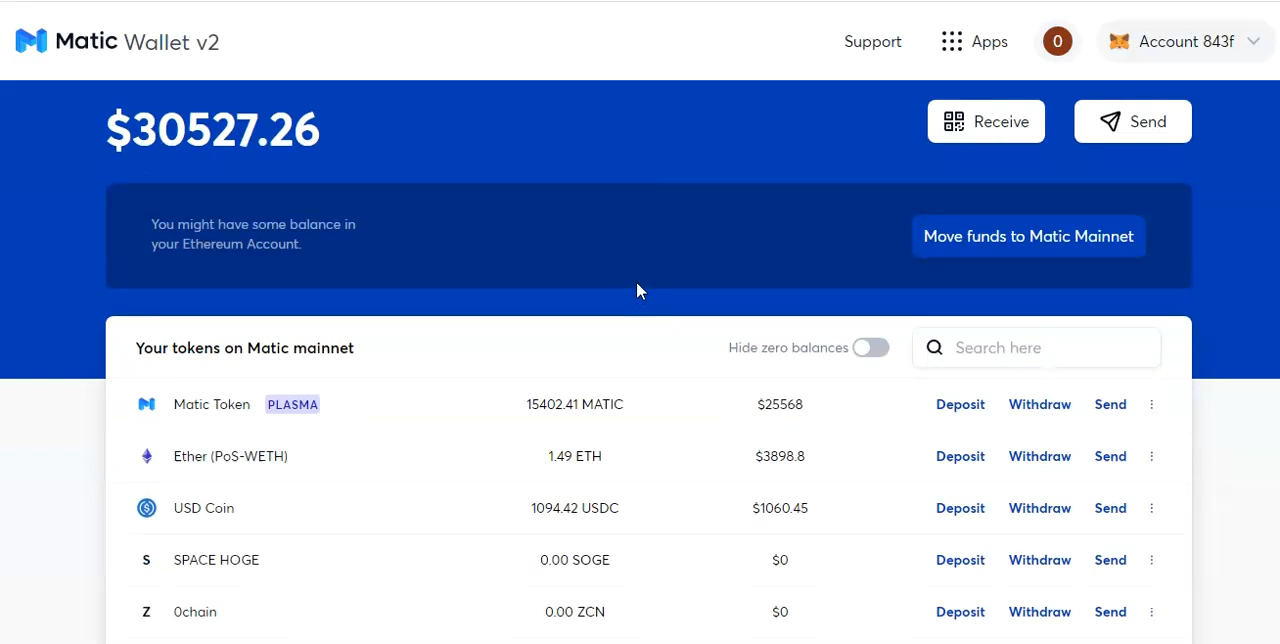 Matic Wallet v2
Support Apps 0 Account 843f
$30527.26
Receive Send
You might have some balance in
your Ethereum Account.
Move funds to Matic Mainnet
Your tokens on Matic mainnet Hide zero balances Search here
Matic Token PLASMA 15402.41 MATIC $25568 Deposit Withdraw Send
Ether (PoS-WETH) 1.49 ETH $3898.8 Deposit Withdraw Send
USD Coin 1094.42 USDC $1060.45 Deposit Withdraw Send
S SPACE HOGE 0.00 SOGE $0 Deposit Withdraw Send
Z 0chain 0.00 ZCN $0 Deposit Withdraw Send